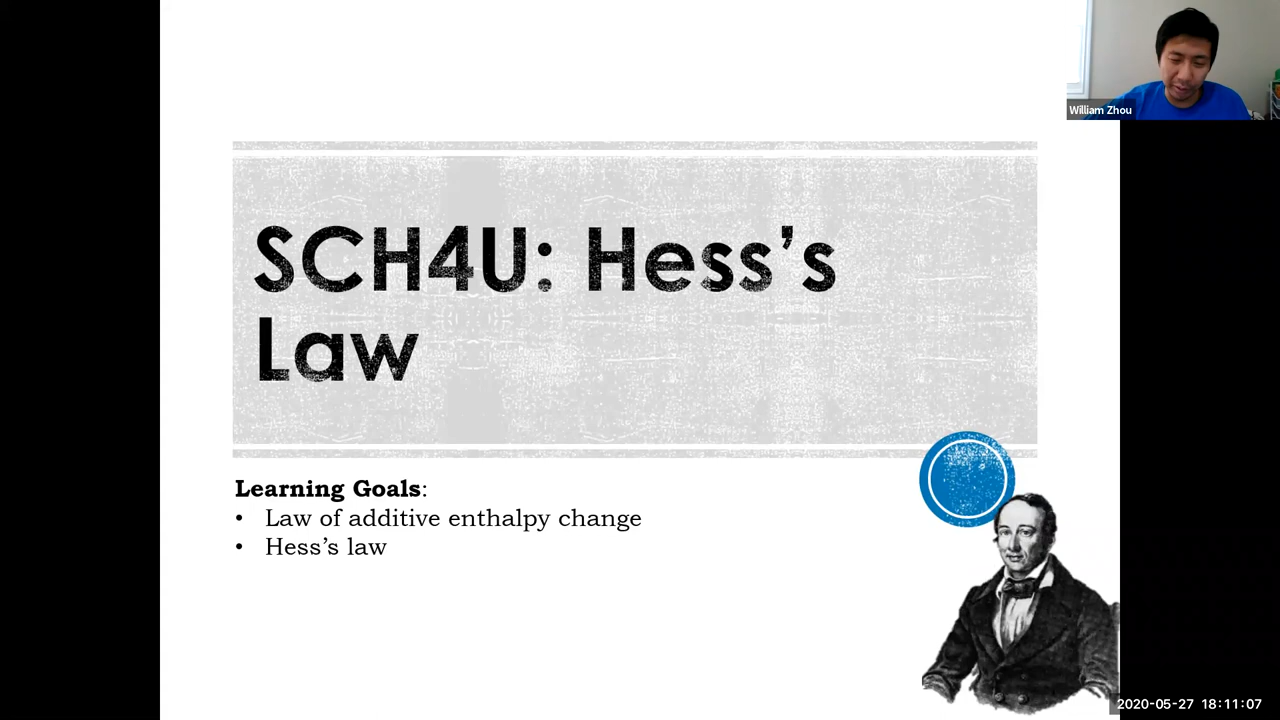 William Zhou
SCH4U: Hess's
Law
Learning Goals:
• Law of additive enthalpy change
• Hess's law
2020-05-27 18:11:07